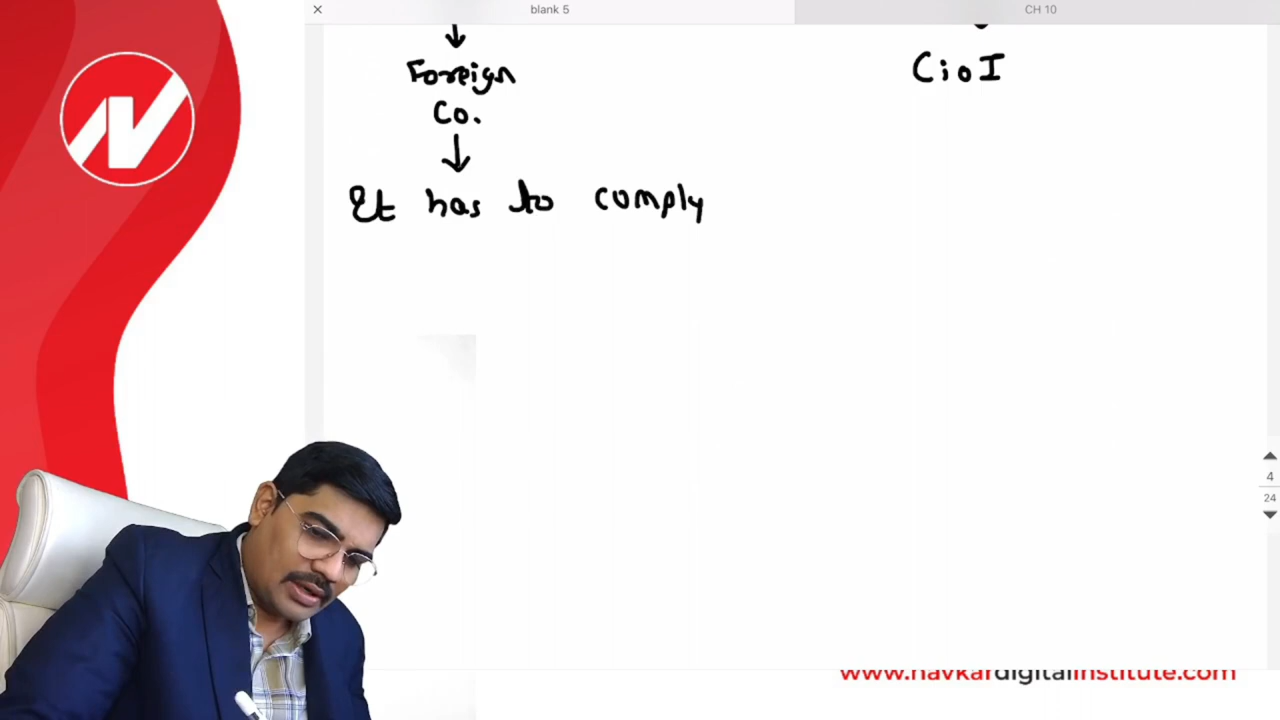 blank 5
CH 10
Foreign
Co.
CioI
It has to comply
4
24
www.navkardigitalinstitute.com